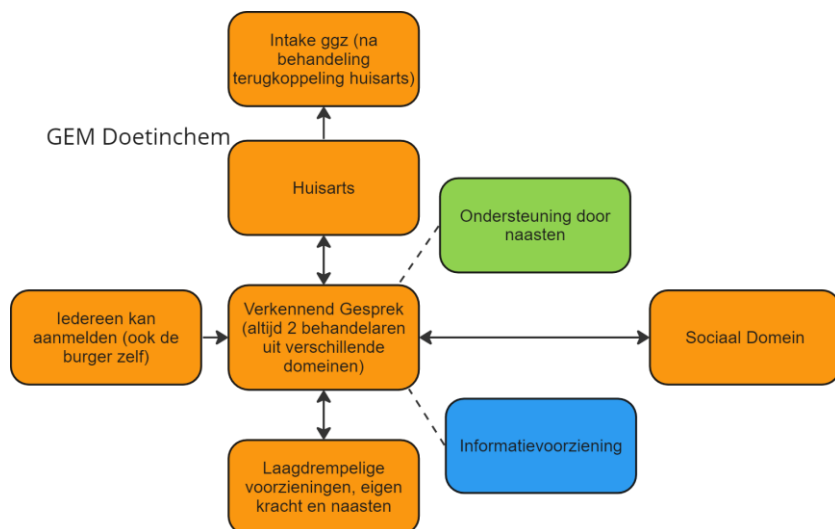 Intake ggz (na
behandeling
terugkoppeling huisarts)
GEM Doetinchem
Huisarts
Ondersteuning door
naasten
Iedereen kan
aanmelden (ook de
burger zelf)
Verkennend Gesprek
(altijd 2 behandelaren
uit verschillende
domeinen)
Sociaal Domein
Informatievoorziening
Laagdrempelige
voorzieningen, eigen
kracht en naasten